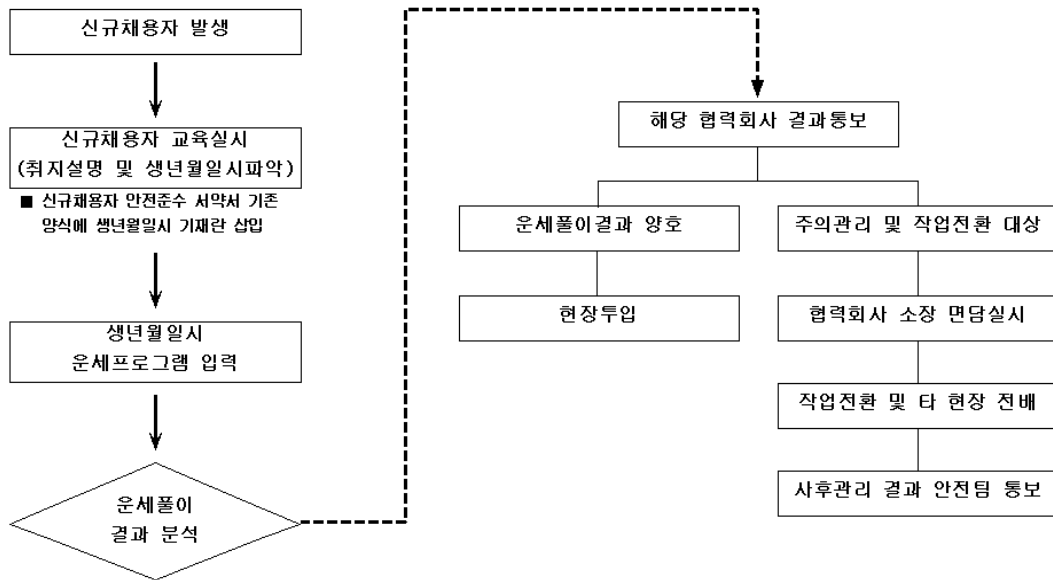 신규채용자 발생
신규채용자 교육실시
(취지설명 및 생년월일시파악)
■ 신규채용자 안전준수 서약서 기존
양식에 생년월일시 기재란 삽입
생년월일시
운세프로그램 입력
운세풀이
결과 분석
해당 협력회사 결과통보
운세풀이결과 양호
현장투입
주의관리 및 작업전환 대상
협력회사 소장 면담실시
작업전환 및 타 현장 전배
사후관리 결과 안전팀 통보